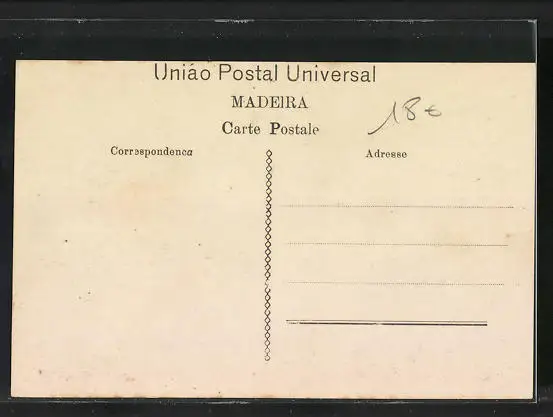 União Postal Universal
MADEIRA
18€
Carte Postale
Correspondenca
Adresse